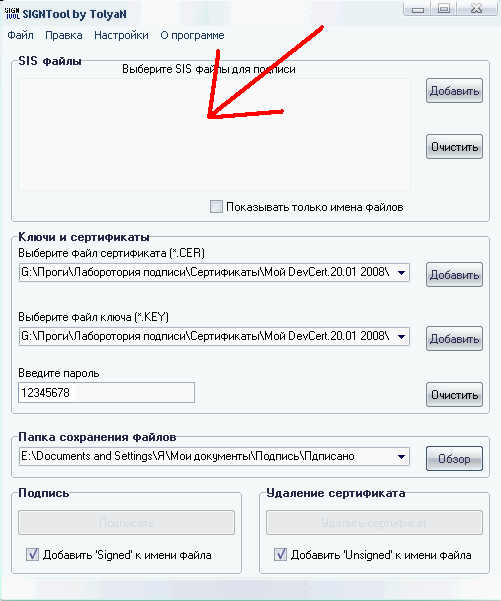 SIGN TOOL SIGNTool by TolyaN
Файл Правка Настройки О программе
SIS файлы
Выберите SIS файлы для подписи
Добавить
Очистить
Показывать только имена файлов
Ключи и сертификаты
Выберите файл сертификата (*.CER)
G:\Проги\Лаборотория подписи\Сертификаты\Мой DevCert.20.01 2008\
Добавить
Выберите файл ключа (*.KEY)
G:\Проги\Лаборотория подписи\Сертификаты\Мой DevCert.20.01 2008\
Добавить
Введите пароль
12345678
Очистить
Папка сохранения файлов
E:\Documents and Settings\Я\Мои документы\Подпись\Пдписано
Обзор
Подпись
Подписать
Добавить 'Signed' к имени файла
Удаление сертификата
Удалить сертификат
Добавить 'Unsigned' к имени файла